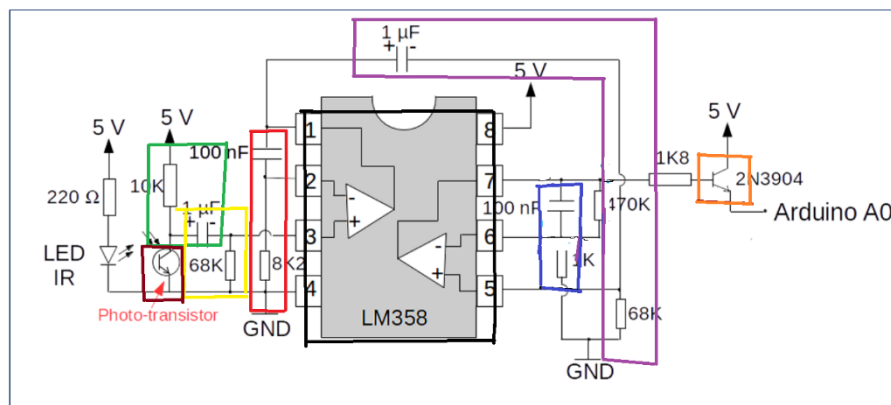 1 µF
+ -
5 V
5 V
5 V
5 V
1
8
100 nF
1K8
2N3904
220 Ω
10K
2
7
1 µF
+ -
-
+
100 nF
470K
Arduino A0
LED
IR
3
6
68K
8K2
-
+
1K
4
5
Photo-transistor
GND
LM358
68K
GND